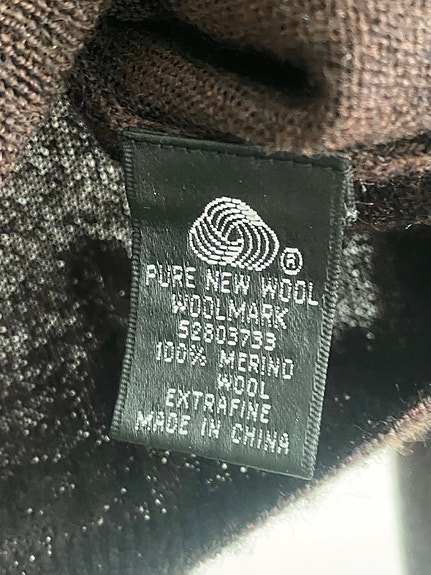 ®
PURE NEW WOOL
WOOLMARK
52803733
100% MERINO
WOOL
EXTRAFINE
MADE IN CHINA